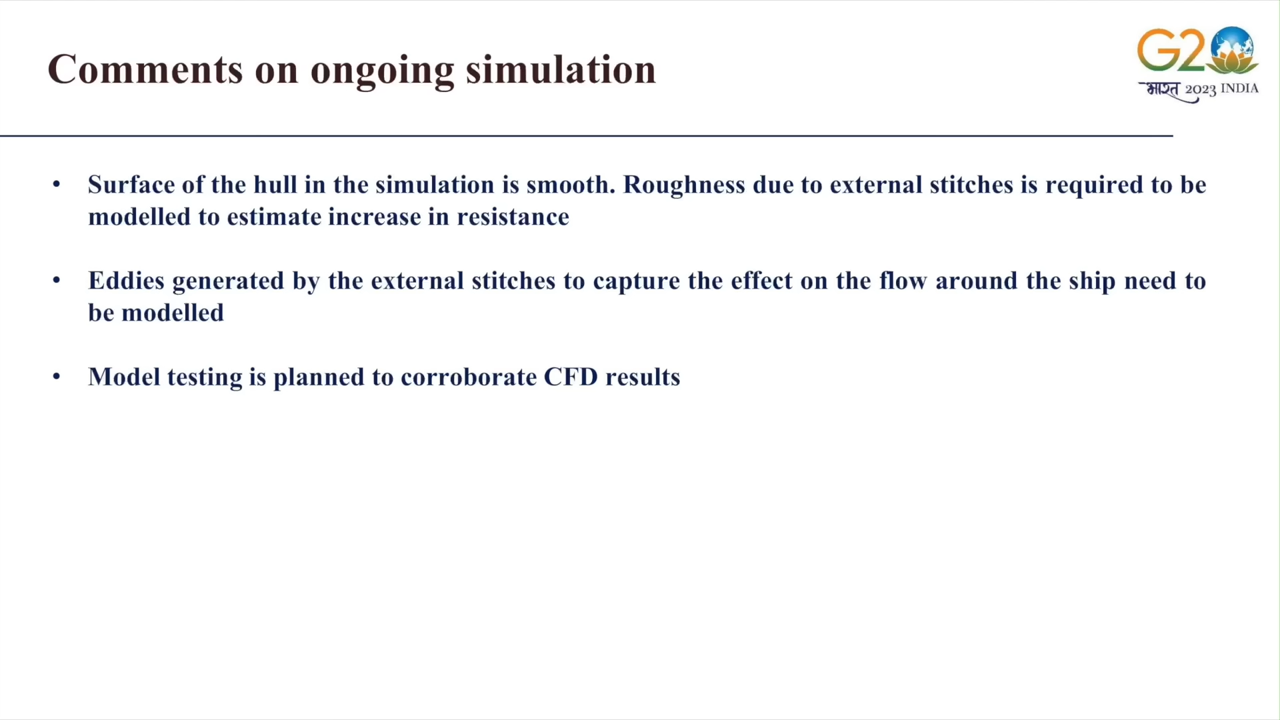 Comments on ongoing simulation
G20
भारत 2023 INDIA
• Surface of the hull in the simulation is smooth. Roughness due to external stitches is required to be
modelled to estimate increase in resistance
• Eddies generated by the external stitches to capture the effect on the flow around the ship need to
be modelled
• Model testing is planned to corroborate CFD results